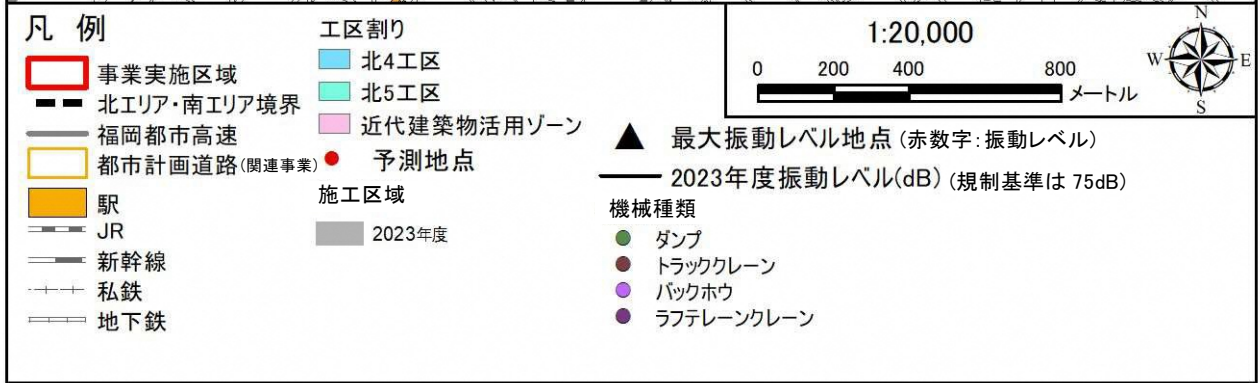 凡 例
事業実施区域
北エリア・南エリア境界
福岡都市高速
都市計画道路(関連事業)
駅
JR
新幹線
私鉄
地下鉄
工区割り
北4工区
北5工区
近代建築物活用ゾーン
予測地点
施工区域
2023年度
1:20,000
0 200 400 800
メートル
N
W E
S
最大振動レベル地点 (赤数字:振動レベル)
2023年度振動レベル(dB) (規制基準は 75dB)
機械種類
ダンプ
トラッククレーン
バックホウ
ラフテレーンクレーン